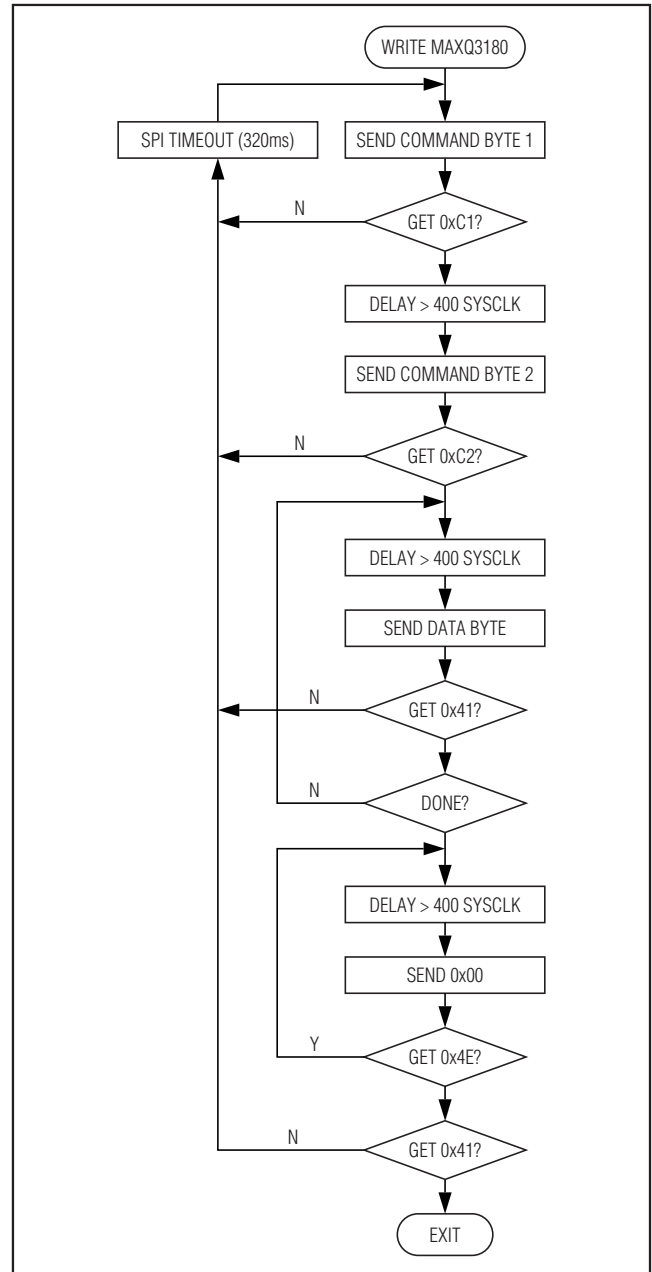 WRITE MAXQ3180
SPI TIMEOUT (320ms)
SEND COMMAND BYTE 1
N
GET 0xC1?
DELAY > 400 SYSCLK
SEND COMMAND BYTE 2
N
GET 0xC2?
DELAY > 400 SYSCLK
SEND DATA BYTE
N
GET 0x41?
N
DONE?
DELAY > 400 SYSCLK
SEND 0x00
Y
GET 0x4E?
N
GET 0x41?
EXIT